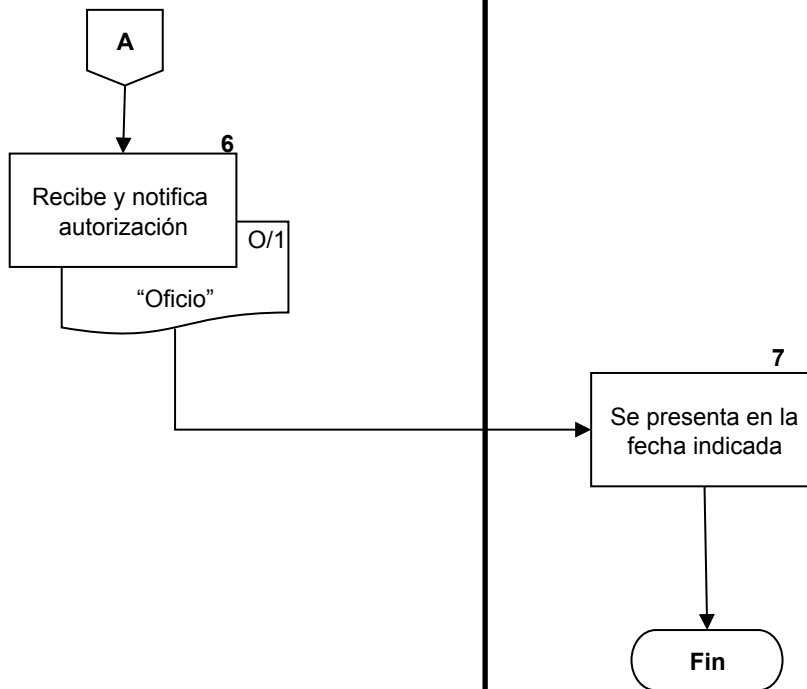 A
6
Recibe y notifica
autorización
O/1
“Oficio”
7
Se presenta en la
fecha indicada
Fin